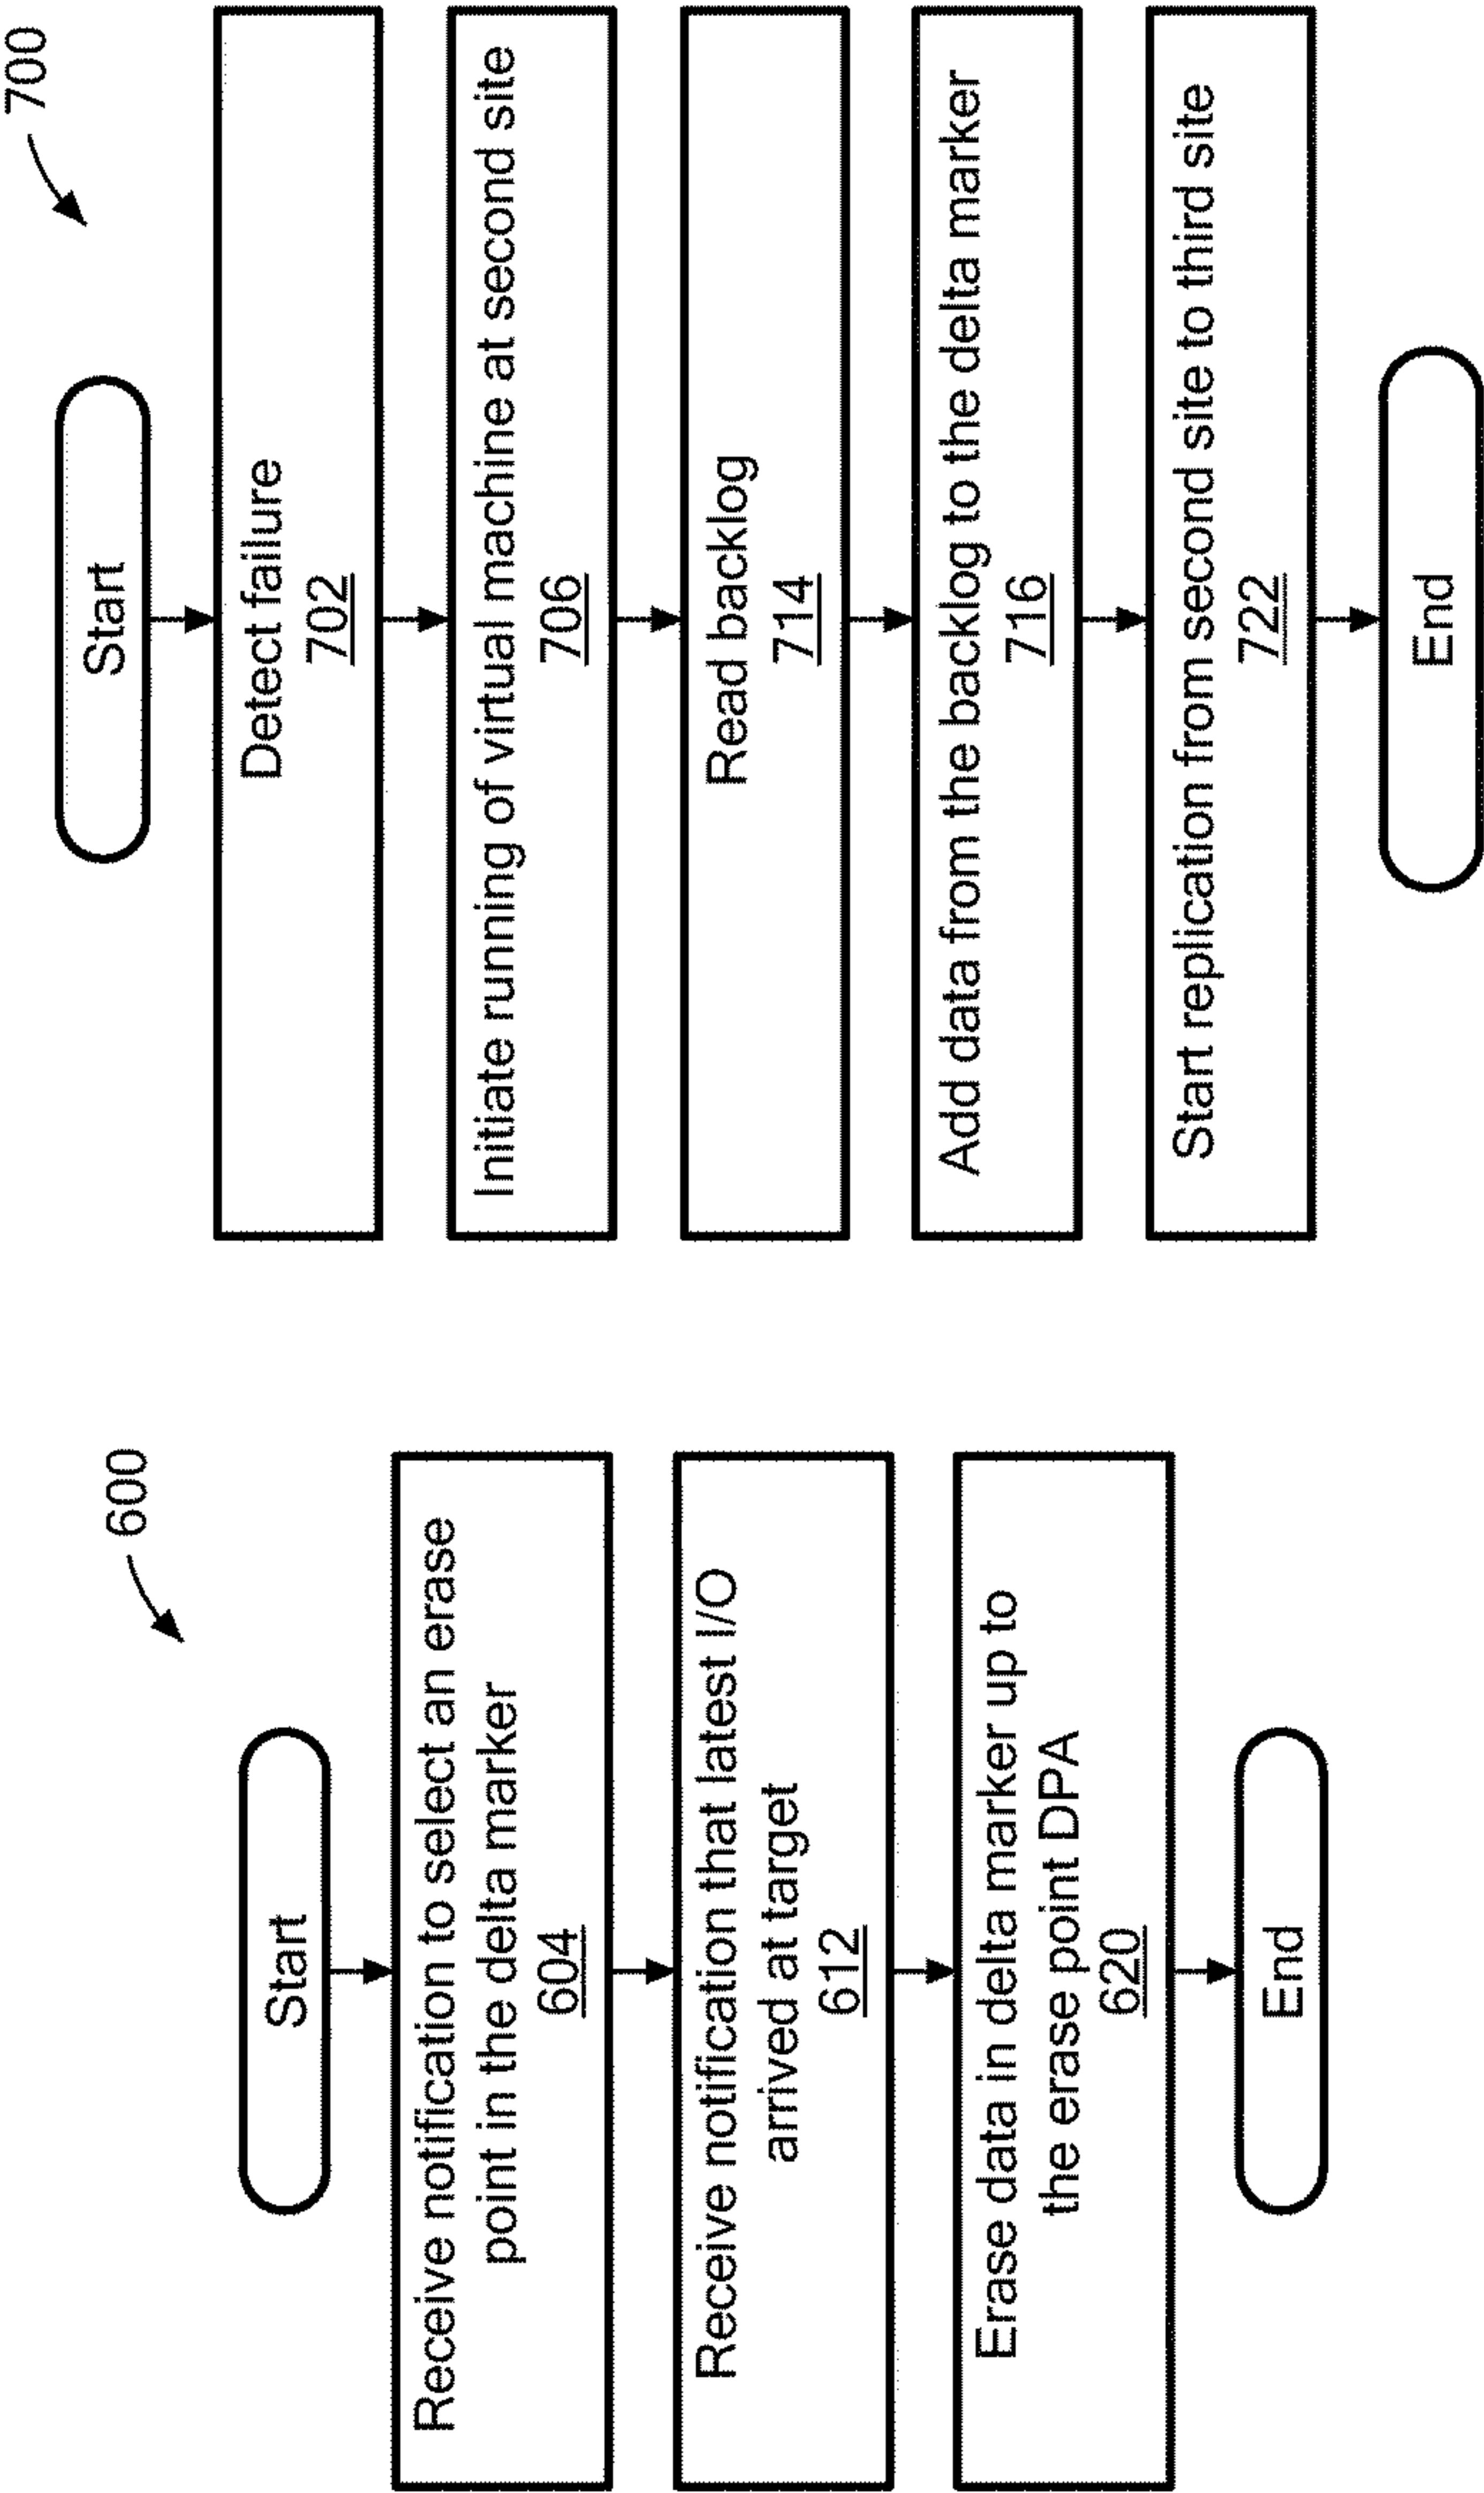 600
Start
Receive notification to select an erase
point in the delta marker
604
Receive notification that latest I/O
arrived at target
612
Erase data in delta marker up to
the erase point DPA
620
End
700
Start
Detect failure
702
Initiate running of virtual machine at second site
706
Read backlog
714
Add data from the backlog to the delta marker
716
Start replication from second site to third site
722
End